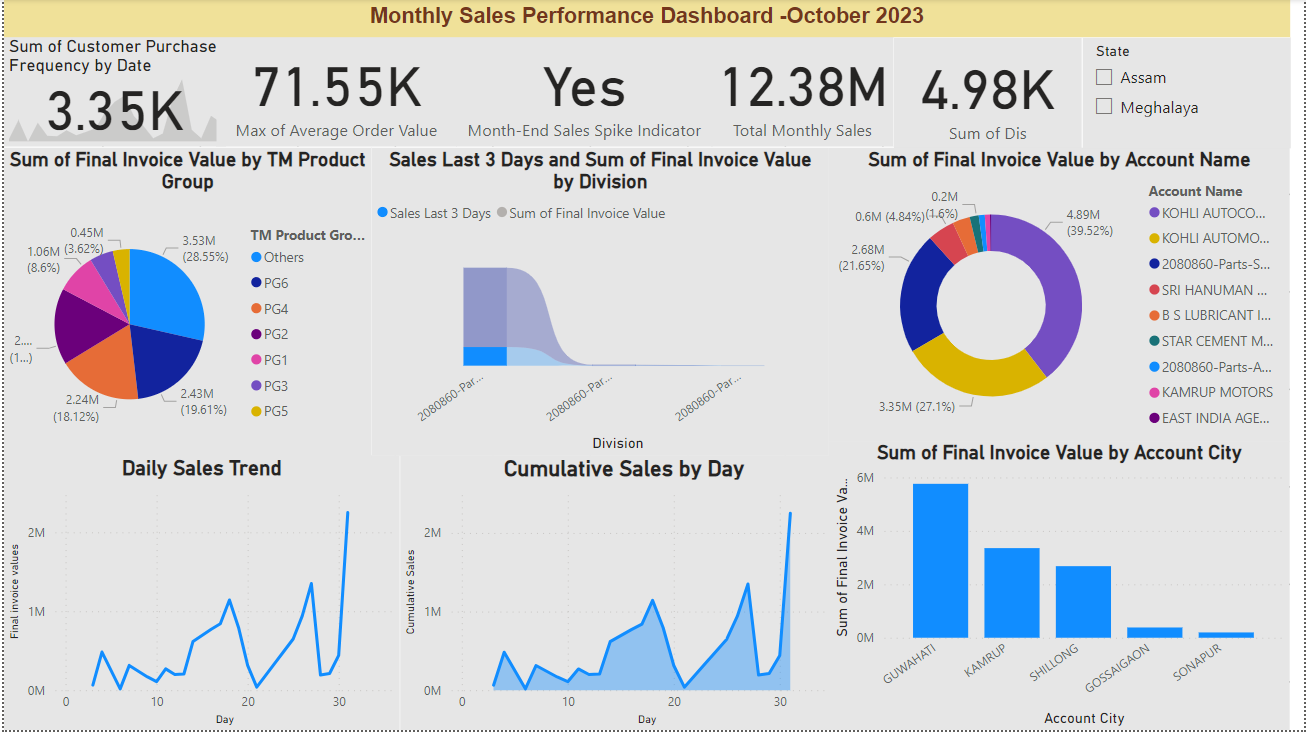 Monthly Sales Performance Dashboard -October 2023
Sum of Customer Purchase
Frequency by Date
3.35K
71.55K
Max of Average Order Value
Yes
Month-End Sales Spike Indicator
12.38M
Total Monthly Sales
4.98K
Sum of Dis
State
Assam
Meghalaya
Sum of Final Invoice Value by TM Product
Group
0.45M
(3.62%)
1.06M
(8.6%)
2....
(1...)
2.24M
(18.12%)
2.43M
(19.61%)
3.53M
(28.55%)
TM Product Gro...
Others
PG6
PG4
PG2
PG1
PG3
PG5
Sales Last 3 Days and Sum of Final Invoice Value
by Division
Sales Last 3 Days
Sum of Final Invoice Value
2080860-Par...
2080860-Par...
2080860-Par...
Division
Sum of Final Invoice Value by Account Name
0.2M
(1.6%)
0.6M (4.84%)
2.68M
(21.65%)
3.35M (27.1%)
4.89M
(39.52%)
Account Name
KOHLI AUTOCO...
KOHLI AUTOMO...
2080860-Parts-S...
SRI HANUMAN ...
B S LUBRICANT I...
STAR CEMENT M...
2080860-Parts-A...
KAMRUP MOTORS
EAST INDIA AGE...
Daily Sales Trend
Final invoice values
2M
1M
0M
0
10
20
30
Day
Cumulative Sales by Day
Cumulative Sales
2M
1M
0M
0
10
20
30
Day
Sum of Final Invoice Value by Account City
Sum of Final Invoice Va...
6M
4M
2M
0M
GUWAHATI
KAMRUP
SHILLONG
GOSSAIGAON
SONAPUR
Account City